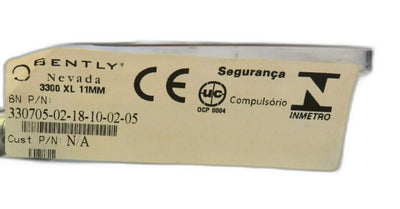 BENTLY®
Nevada
3300 XL 11MM
BN P/N:
330705-02-18-10-02-05
Cust P/N: N/A
CE
UC
OCP 0004
Segurança
Compulsório
INMETRO